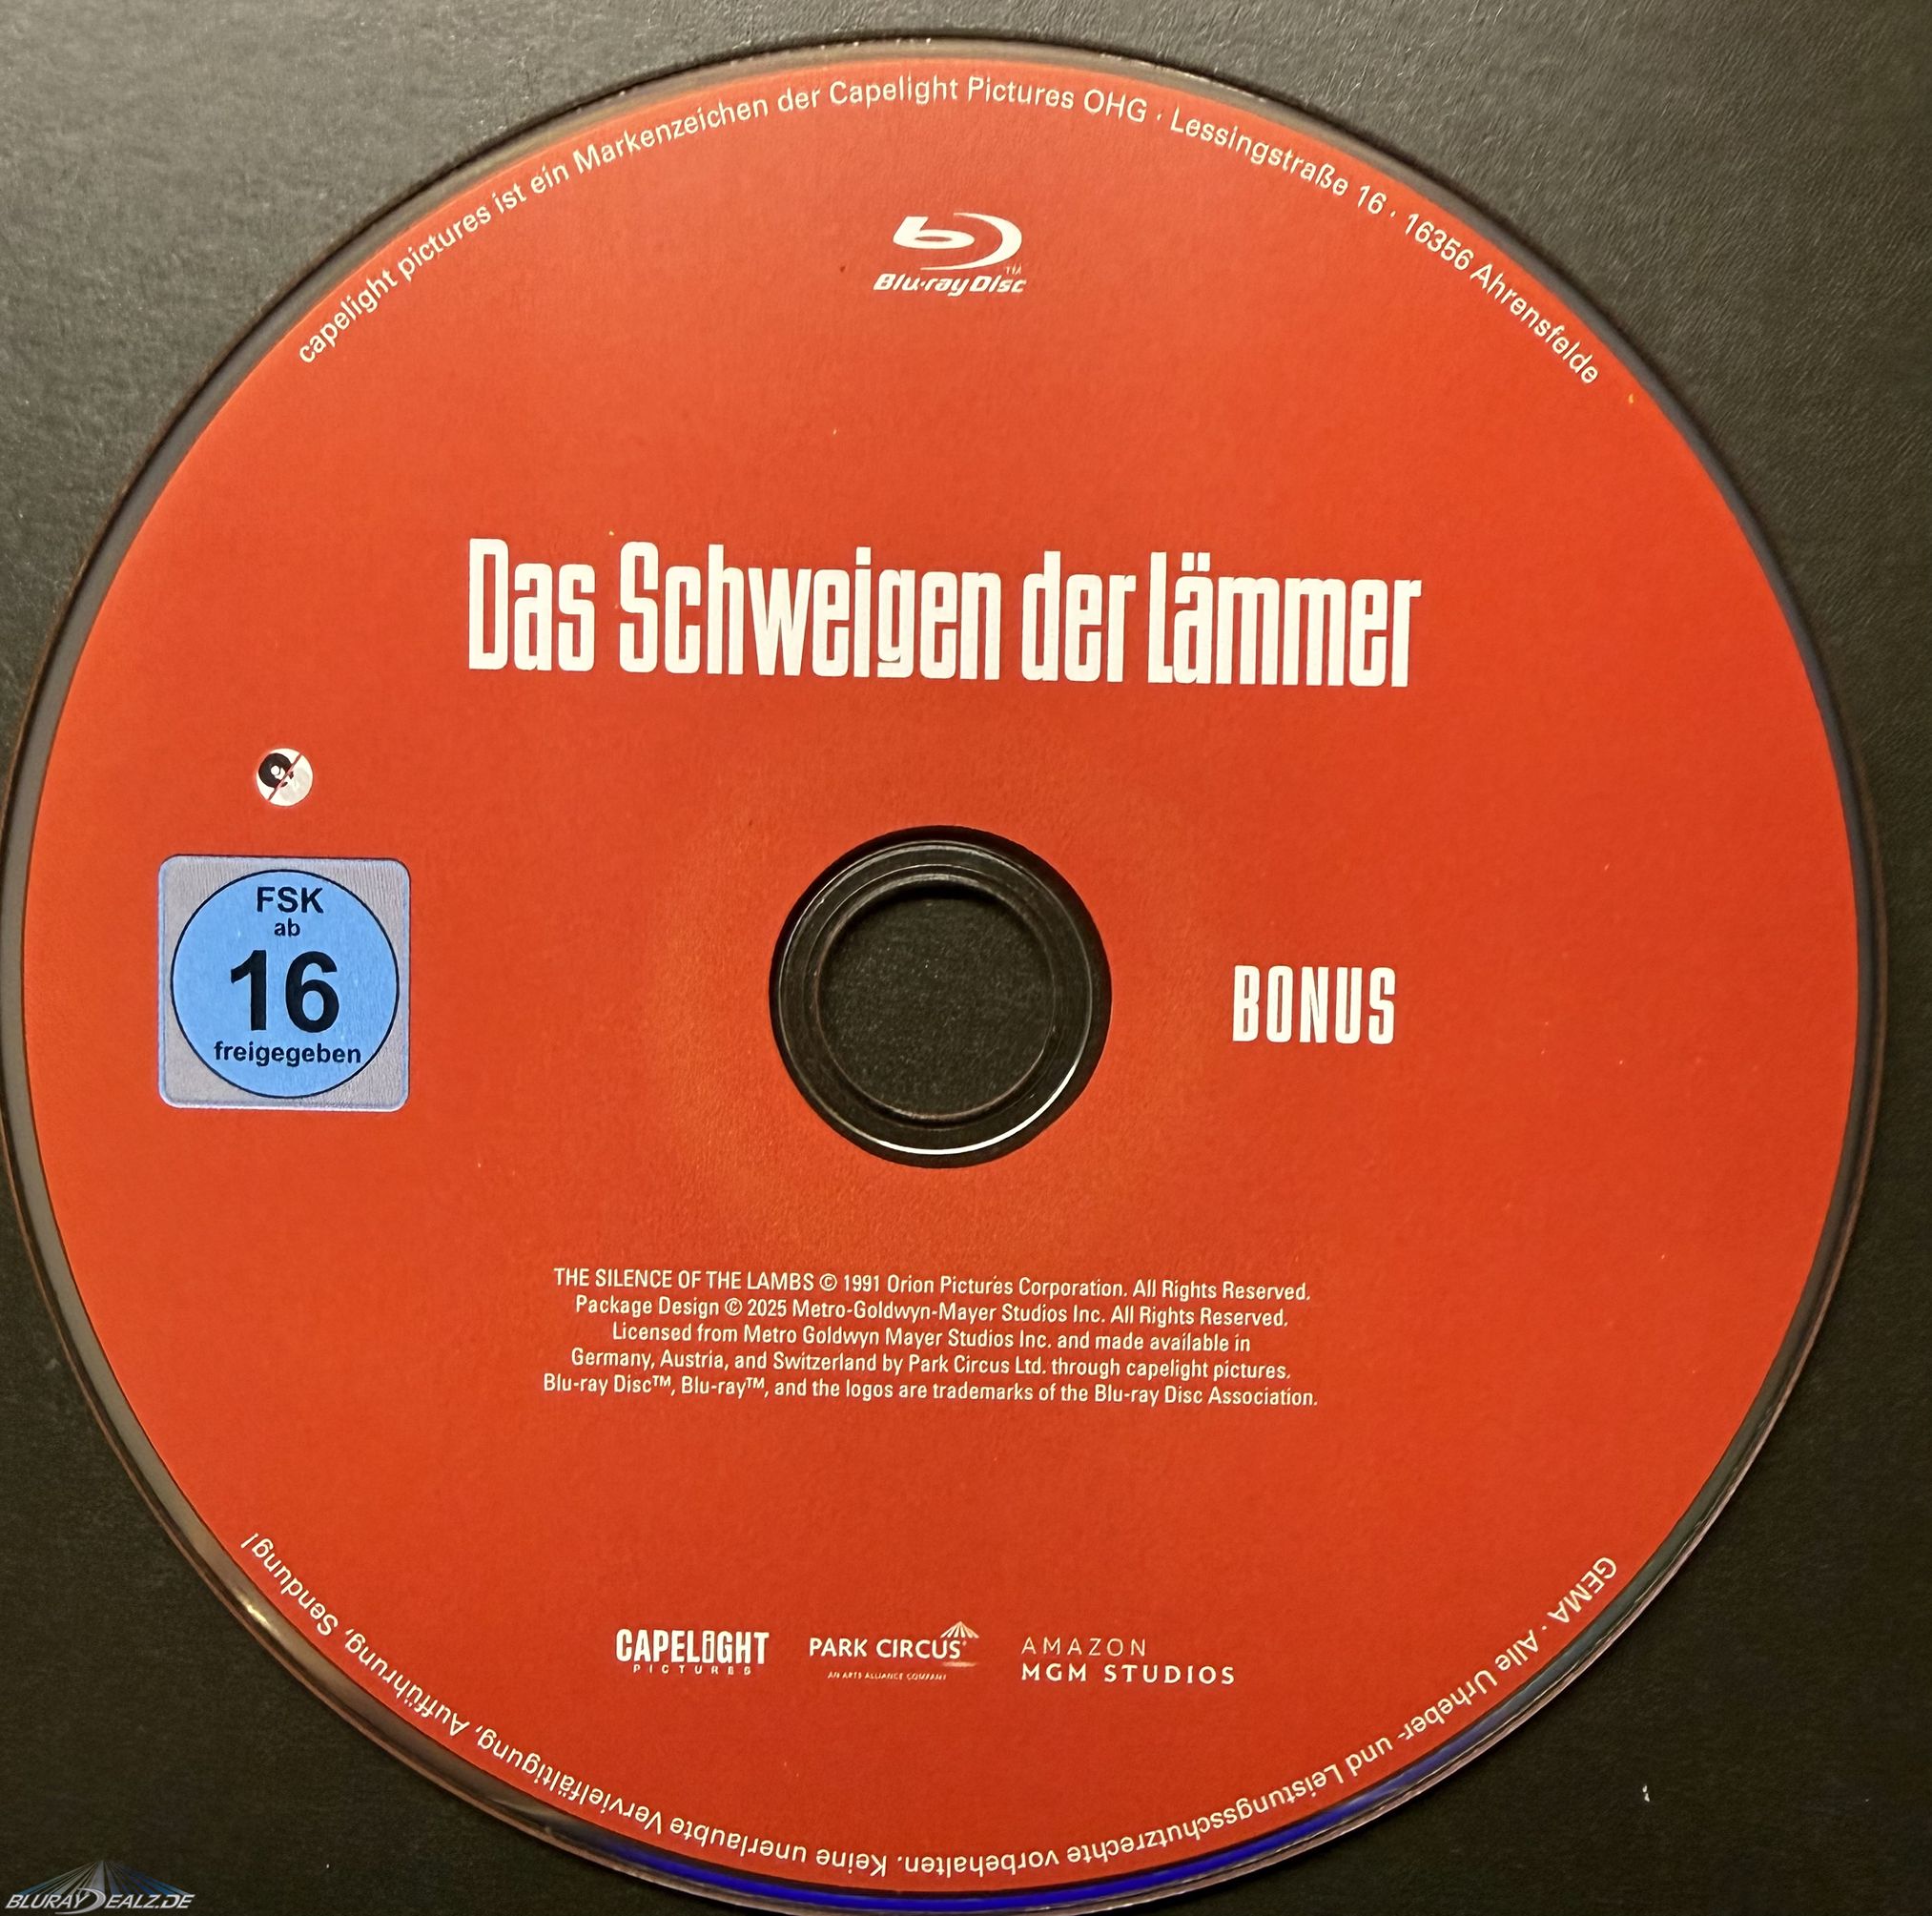 capelight pictures ist ein Markenzeichen der Capelight Pictures OHG · Lessingstraße 16 · 16356 Ahrensfelde
Blu-ray Disc™
Das Schweigen der Lämmer
FSK
ab
16
freigegeben
BONUS
THE SILENCE OF THE LAMBS © 1991 Orion Pictures Corporation. All Rights Reserved.
Package Design © 2025 Metro-Goldwyn-Mayer Studios Inc. All Rights Reserved.
Licensed from Metro Goldwyn Mayer Studios Inc. and made available in
Germany, Austria, and Switzerland by Park Circus Ltd. through capelight pictures.
Blu-ray Disc™, Blu-ray™, and the logos are trademarks of the Blu-ray Disc Association.
CAPELIGHT
PICTURES
PARK CIRCUS
AN ARTS ALLIANCE COMPANY
AMAZON
MGM STUDIOS
GEMA · Alle Urheber- und Leistungsschutzrechte vorbehalten. Keine unerlaubte Vervielfältigung, Aufführung, Sendung!
BLURAYDEALZ.DE